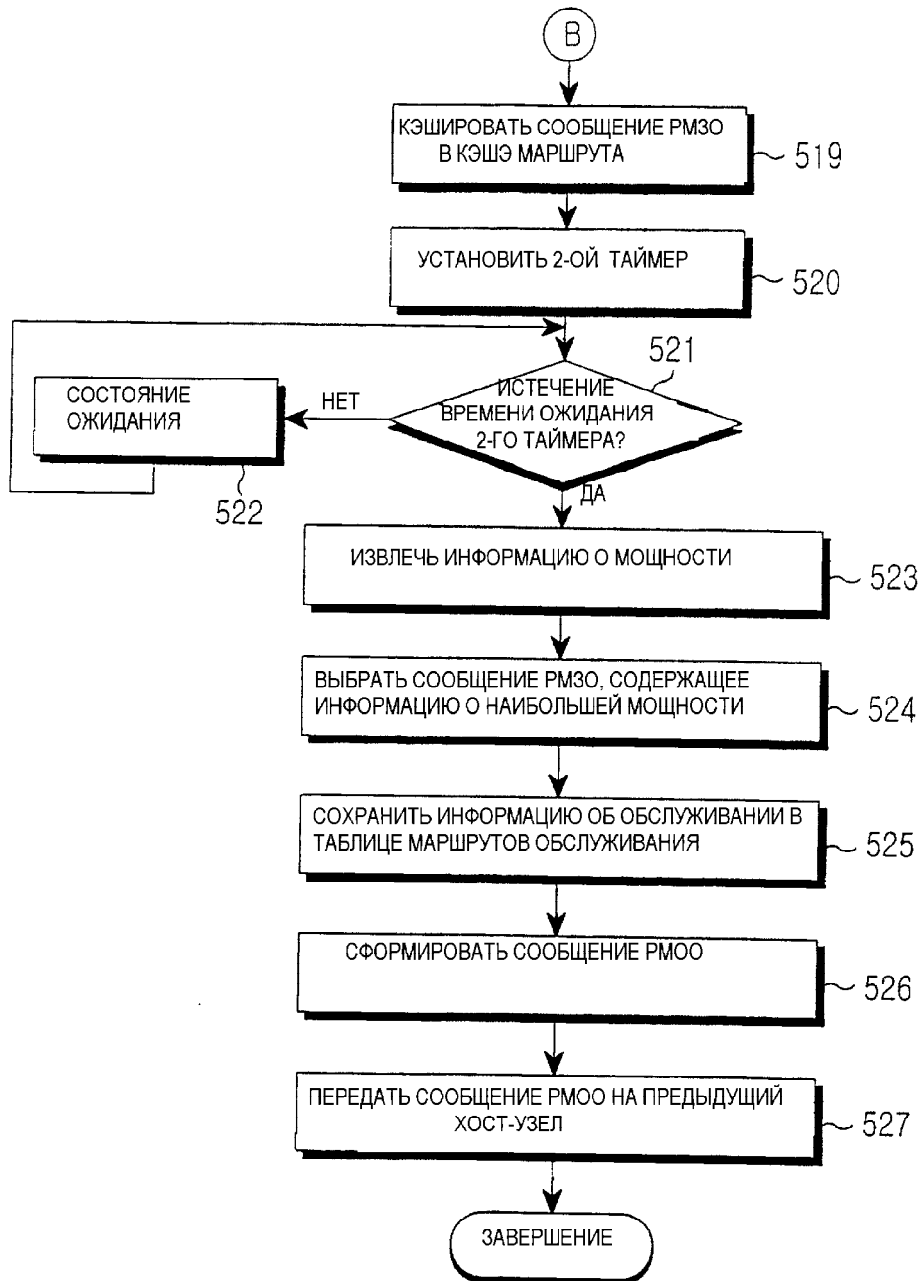 B
КЭШИРОВАТЬ СООБЩЕНИЕ РМЗО
В КЭШЭ МАРШРУТА
519
УСТАНОВИТЬ 2-ОЙ ТАЙМЕР
520
521
ИСТЕЧЕНИЕ
ВРЕМЕНИ ОЖИДАНИЯ
2-ГО ТАЙМЕРА?
НЕТ
СОСТОЯНИЕ
ОЖИДАНИЯ
522
ДА
ИЗВЛЕЧЬ ИНФОРМАЦИЮ О МОЩНОСТИ
523
ВЫБРАТЬ СООБЩЕНИЕ РМЗО, СОДЕРЖАЩЕЕ
ИНФОРМАЦИЮ О НАИБОЛЬШЕЙ МОЩНОСТИ
524
СОХРАНИТЬ ИНФОРМАЦИЮ ОБ ОБСЛУЖИВАНИИ В
ТАБЛИЦЕ МАРШРУТОВ ОБСЛУЖИВАНИЯ
525
СФОРМИРОВАТЬ СООБЩЕНИЕ РМОО
526
ПЕРЕДАТЬ СООБЩЕНИЕ РМОО НА ПРЕДЫДУЩИЙ
ХОСТ-УЗЕЛ
527
ЗАВЕРШЕНИЕ